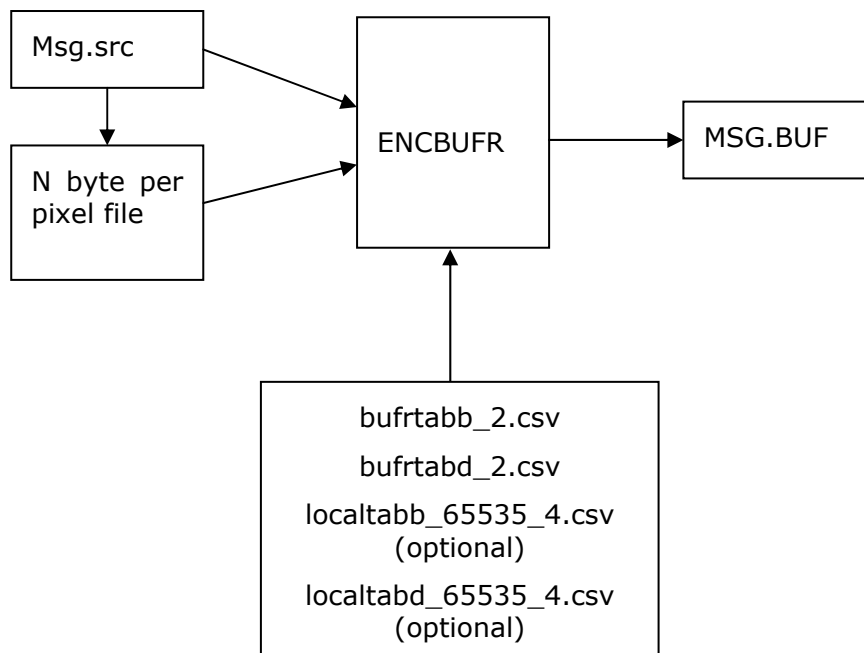 Msg.src
N byte per
pixel file
ENCBUFR
MSG.BUF
bufrtabb_2.csv
bufrtabd_2.csv
localtabb_65535_4.csv
(optional)
localtabd_65535_4.csv
(optional)